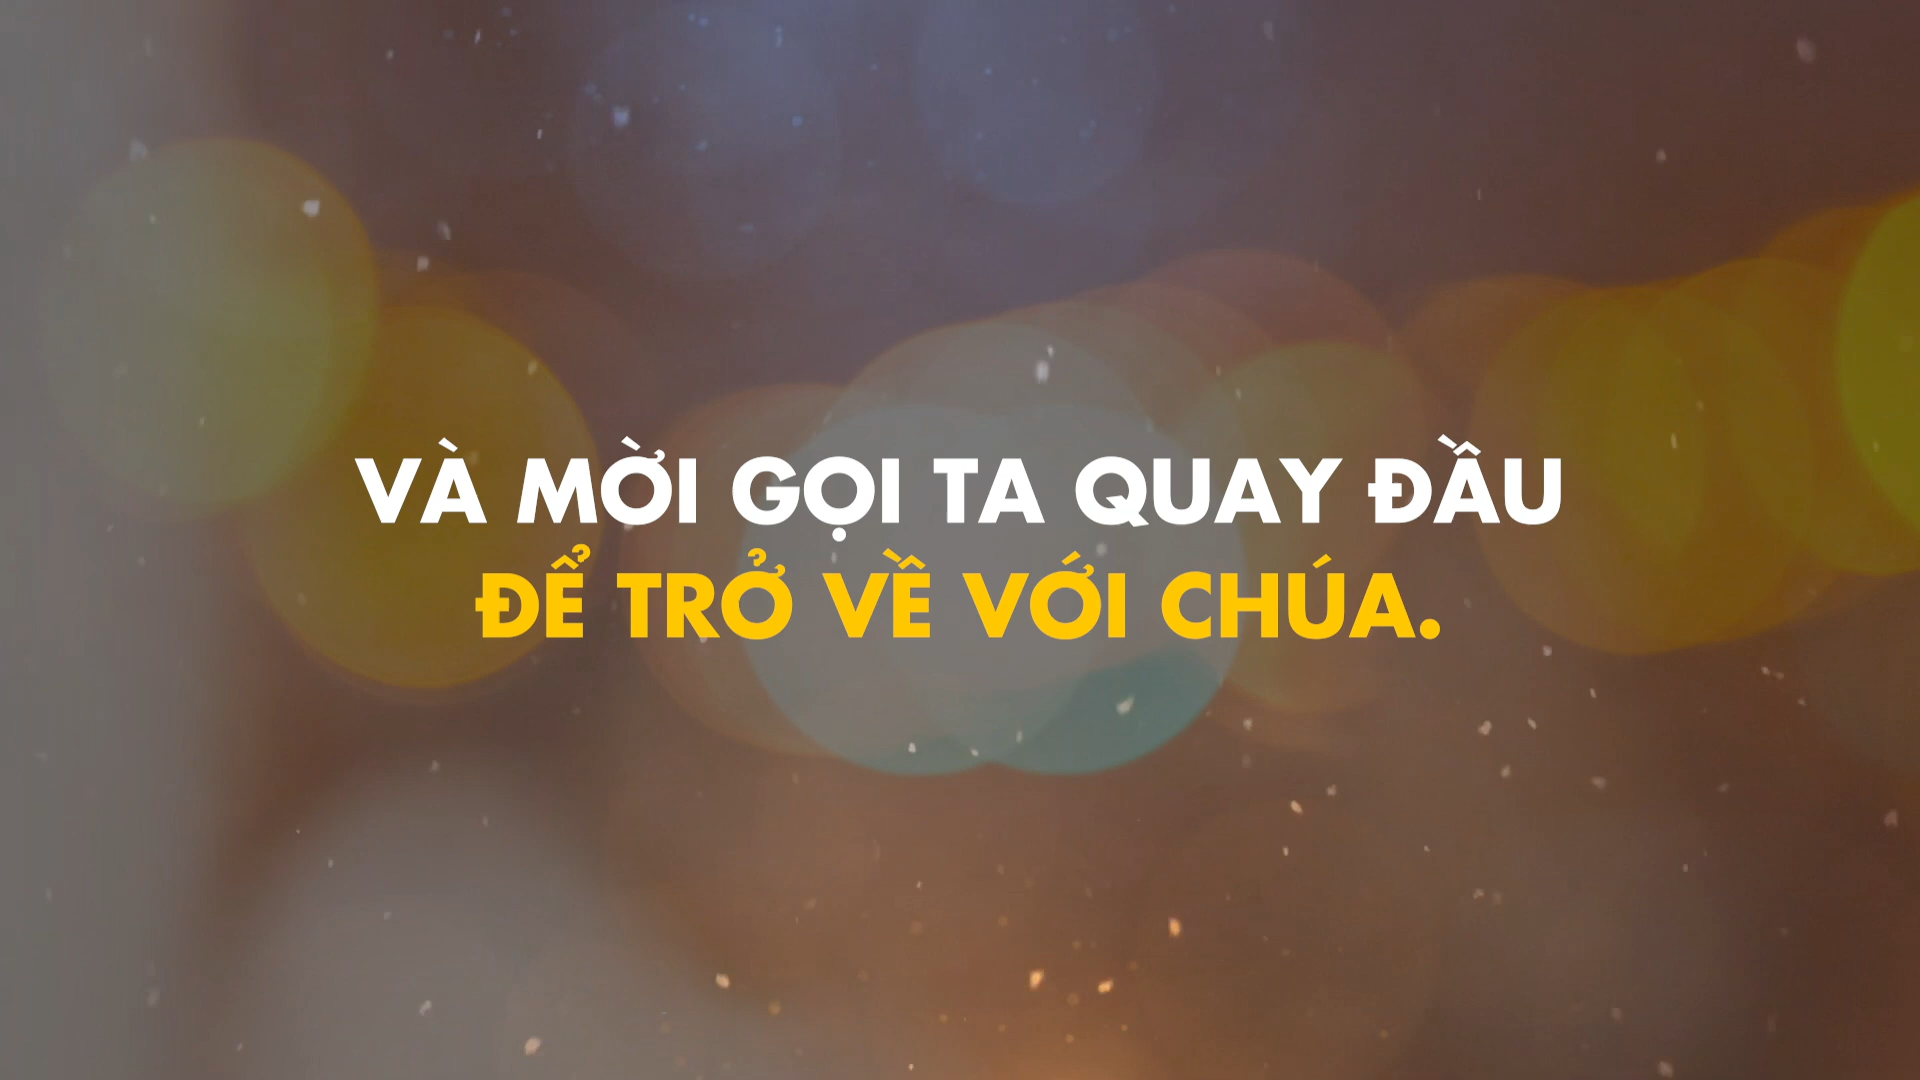 VÀ MỜI GỌI TA QUAY ĐẦU
ĐỂ TRỞ VỀ VỚI CHÚA.